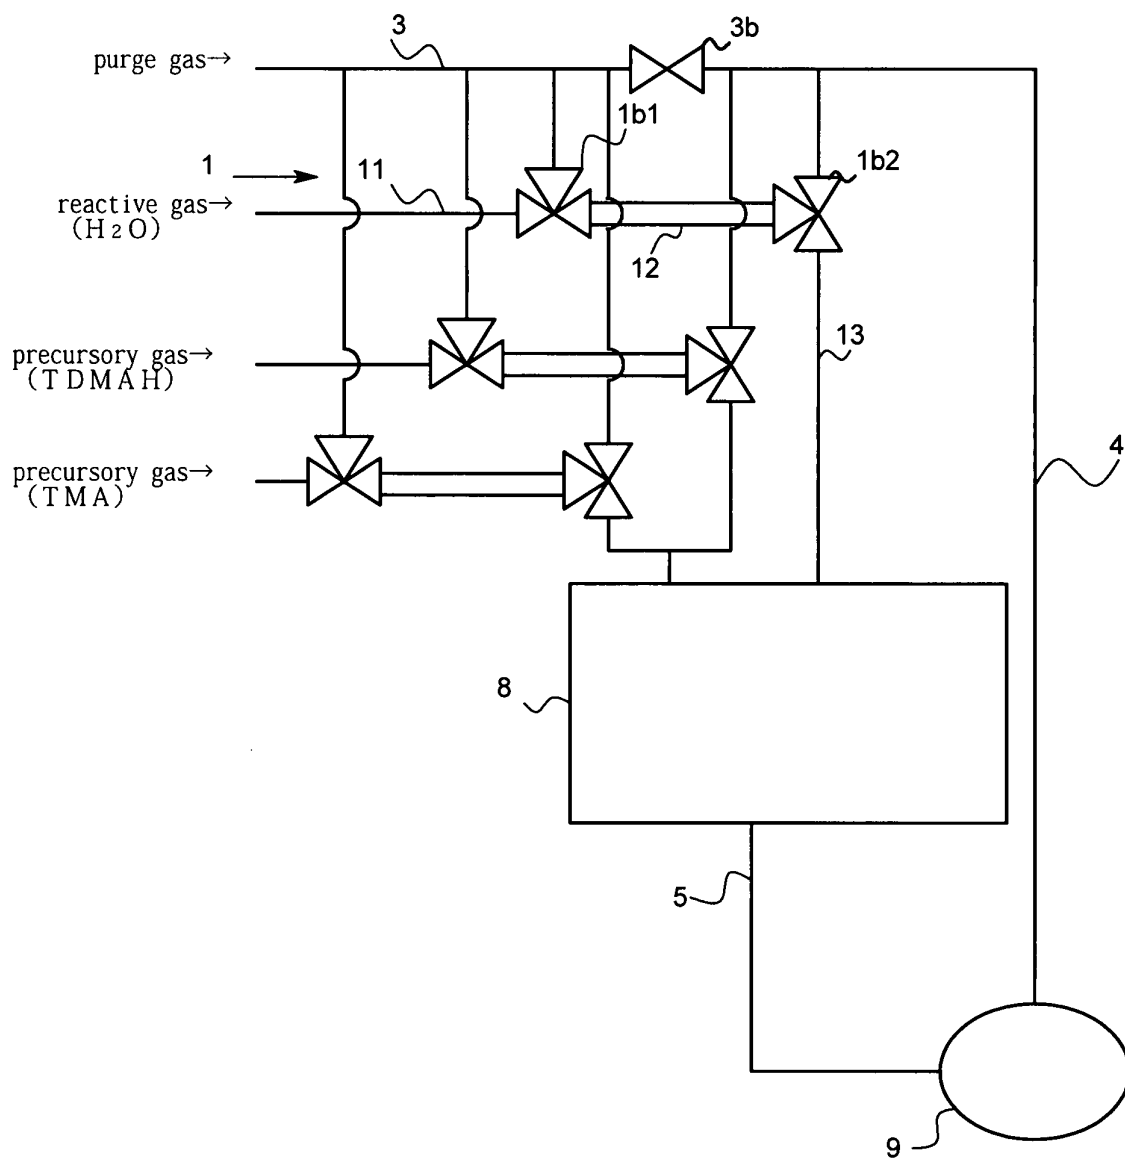 3
3b
purge gas→
1b1
1
11
1b2
reactive gas→
(H2O)
12
precursory gas→
(TDMAH)
13
precursory gas→
(TMA)
4
8
5
9